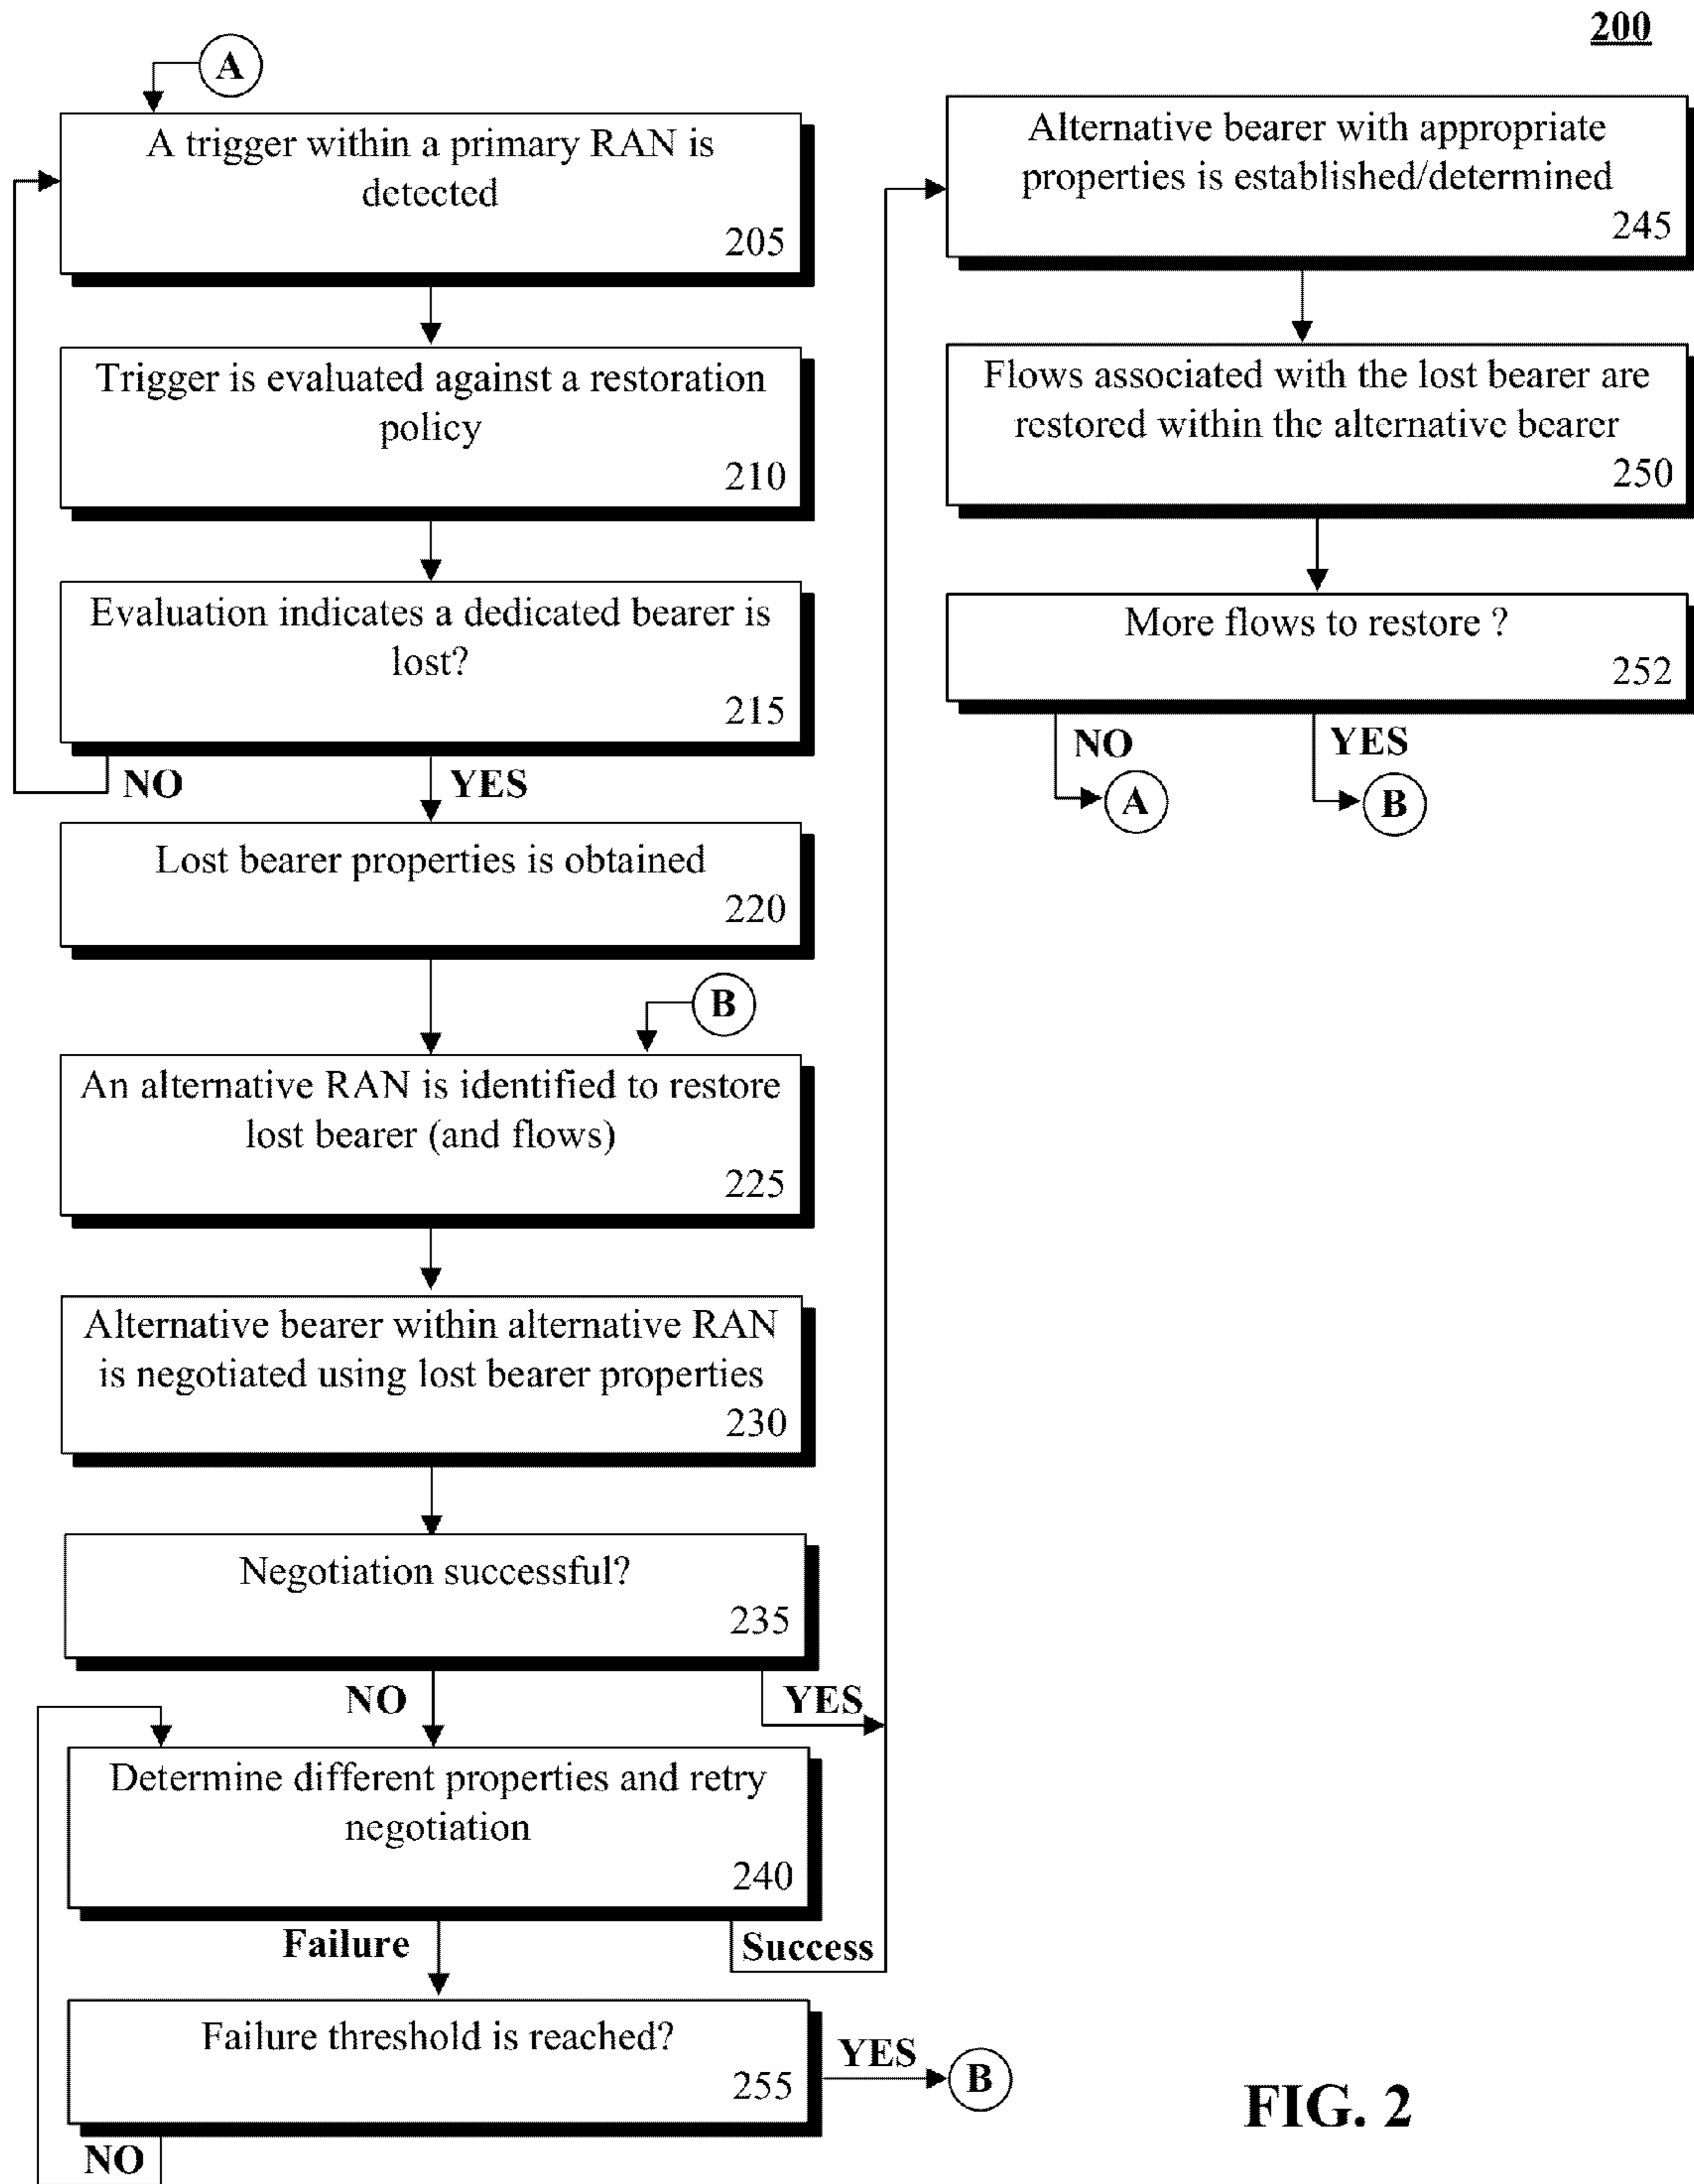 200
A
A trigger within a primary RAN is
detected
205
Trigger is evaluated against a restoration
policy
210
Evaluation indicates a dedicated bearer is
lost?
215
NO
YES
Lost bearer properties is obtained
220
B
An alternative RAN is identified to restore
lost bearer (and flows)
225
Alternative bearer within alternative RAN
is negotiated using lost bearer properties
230
Negotiation successful?
235
NO
YES
Determine different properties and retry
negotiation
240
Failure
Success
Failure threshold is reached?
255
YES
B
NO
Alternative bearer with appropriate
properties is established/determined
245
Flows associated with the lost bearer are
restored within the alternative bearer
250
More flows to restore ?
252
NO
YES
A
B
FIG. 2